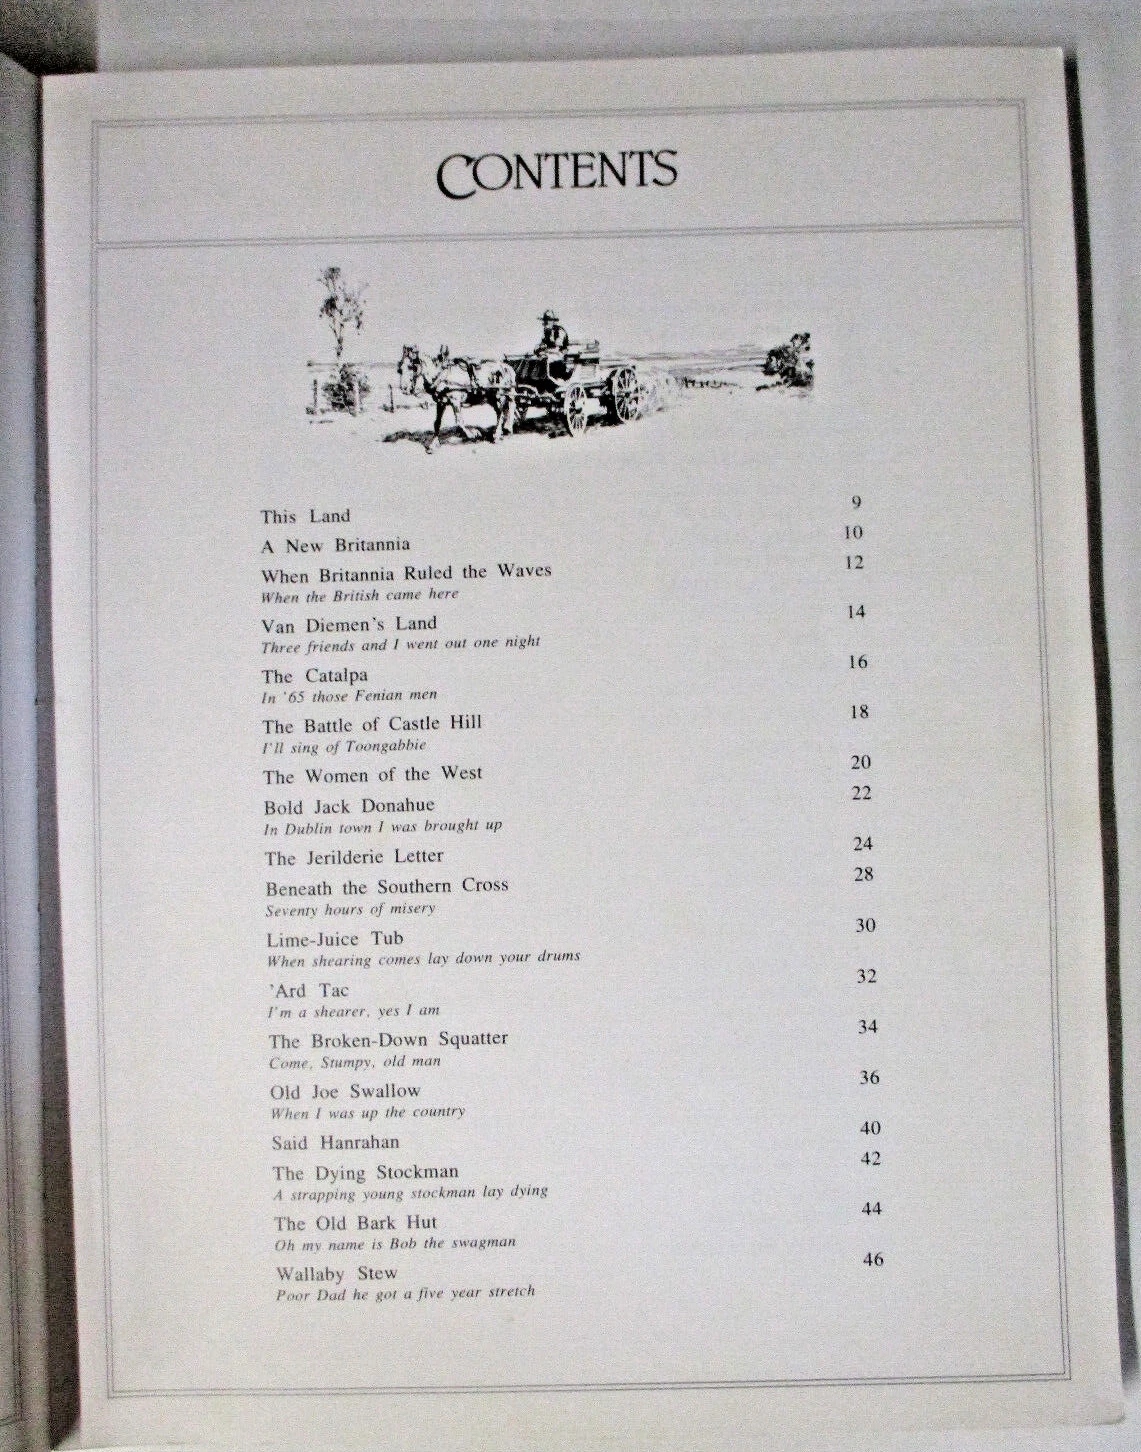 CONTENTS
This Land 9
A New Britannia 10
When Britannia Ruled the Waves 12
When the British came here
Van Diemen's Land 14
Three friends and I went out one night
The Catalpa 16
In '65 those Fenian men
The Battle of Castle Hill 18
I'll sing of Toongabbie
The Women of the West 20
Bold Jack Donahue 22
In Dublin town I was brought up
The Jerilderie Letter 24
Beneath the Southern Cross 28
Seventy hours of misery
Lime-Juice Tub 30
When shearing comes lay down your drums
'Ard Tac 32
I'm a shearer, yes I am
The Broken-Down Squatter 34
Come, Stumpy, old man
Old Joe Swallow 36
When I was up the country
Said Hanrahan 40
The Dying Stockman 42
A strapping young stockman lay dying
The Old Bark Hut 44
Oh my name is Bob the swagman
Wallaby Stew 46
Poor Dad he got a five year stretch